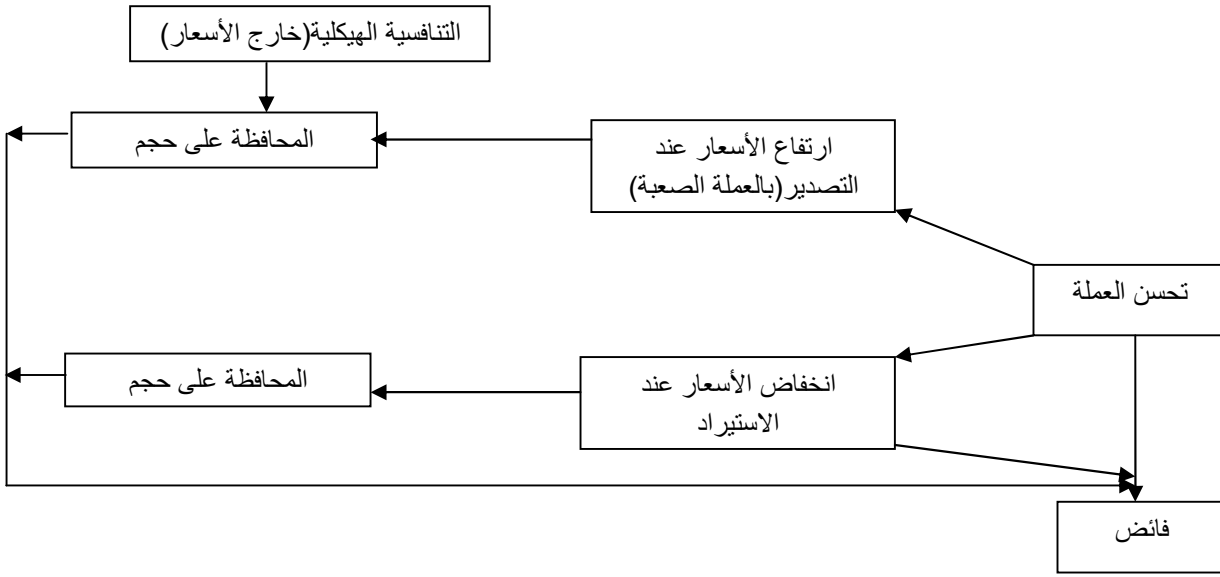 التنافسية الهيكلية(خارج الأسعار)
المحافظة على حجم
ارتفاع الأسعار عند
التصدير(بالعملة الصعبة)
تحسن العملة
المحافظة على حجم
انخفاض الأسعار عند
الاستيراد
فائض